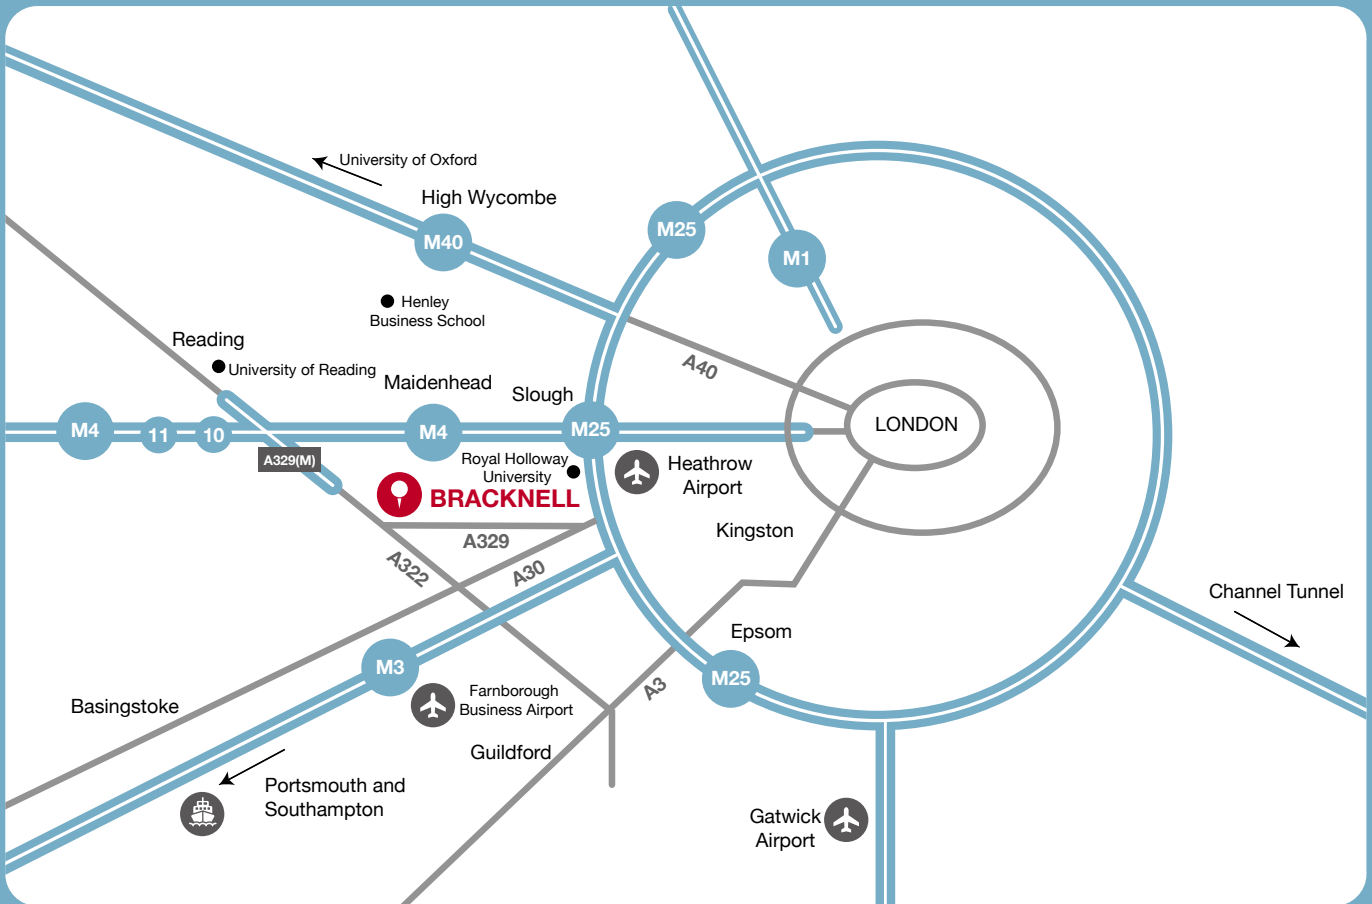 University of Oxford
High Wycombe
M25
M40
M1
Henley
Business School
Reading
University of Reading
A40
Maidenhead
Slough
M4
11
10
M4
M25
LONDON
A329(M)
Royal Holloway
University
Heathrow
Airport
BRACKNELL
Kingston
A329
A322
A30
Channel Tunnel
Epsom
M3
M25
A3
Farnborough
Business Airport
Basingstoke
Guildford
Portsmouth and
Southampton
Gatwick
Airport